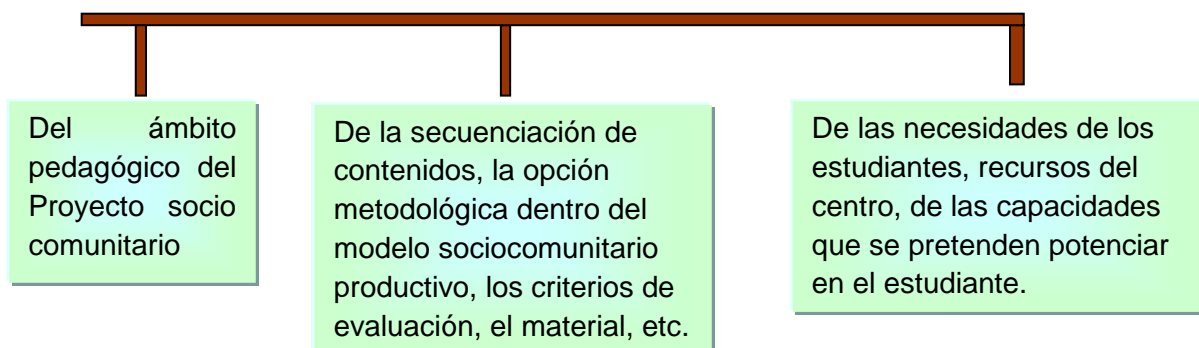 Del ámbito
pedagógico del
Proyecto socio
comunitario
De la secuenciación de
contenidos, la opción
metodológica dentro del
modelo sociocomunitario
productivo, los criterios de
evaluación, el material, etc.
De las necesidades de los
estudiantes, recursos del
centro, de las capacidades
que se pretenden potenciar
en el estudiante.